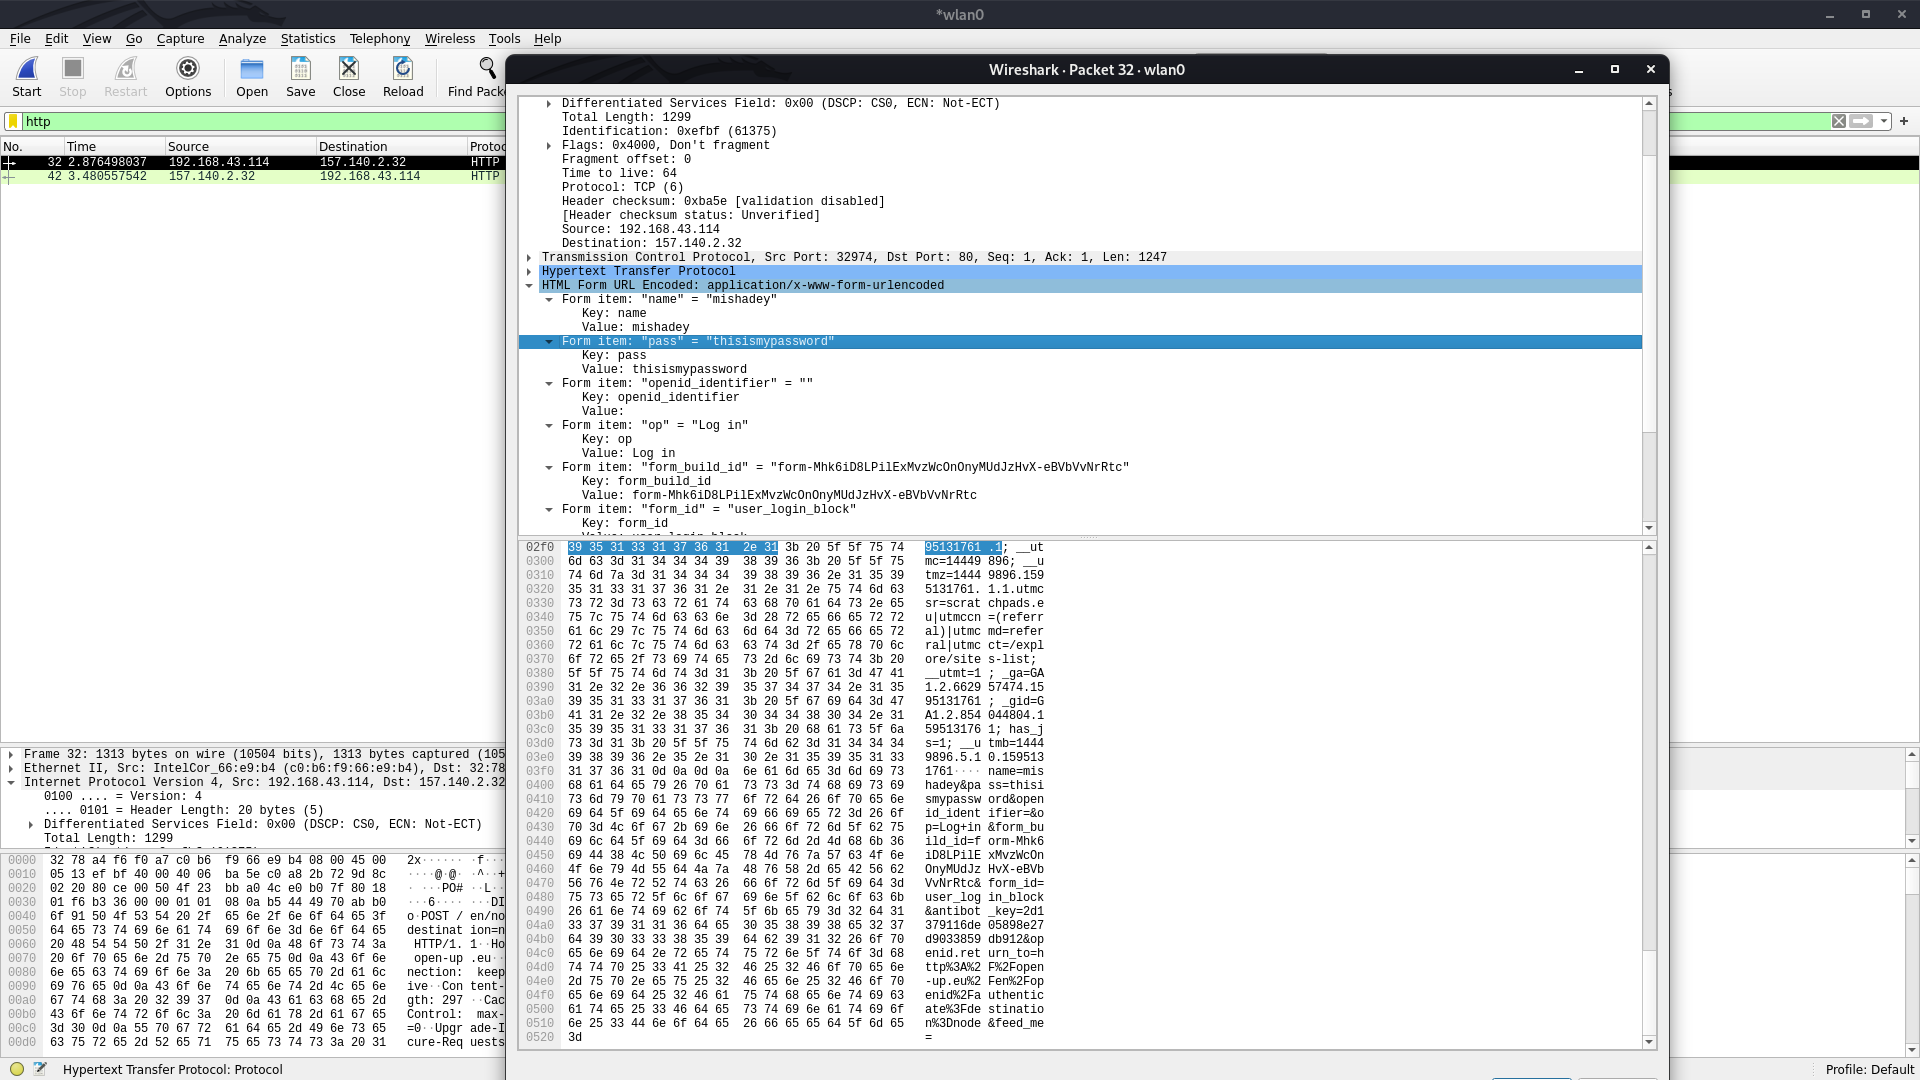 *wlan0
File Edit View Go Capture Analyze Statistics Telephony Wireless Tools Help
Start Stop Restart Options Open Save Close Reload
http
No. Time Source Destination
32 2.876498037 192.168.43.114 157.140.2.32 HTTP
42 3.480557542 157.140.2.32 192.168.43.114 HTTP
Wireshark · Packet 32 · wlan0
Differentiated Services Field: 0x00 (DSCP: CS0, ECN: Not-ECT)
Total Length: 1299
Identification: 0xefbf (61375)
Flags: 0x4000, Don't fragment
Fragment offset: 0
Time to live: 64
Protocol: TCP (6)
Header checksum: 0xba5e [validation disabled]
[Header checksum status: Unverified]
Source: 192.168.43.114
Destination: 157.140.2.32
Transmission Control Protocol, Src Port: 32974, Dst Port: 80, Seq: 1, Ack: 1, Len: 1247
Hypertext Transfer Protocol
HTML Form URL Encoded: application/x-www-form-urlencoded
Form item: "name" = "mishadey"
Key: name
Value: mishadey
Form item: "pass" = "thisismypassword"
Key: pass
Value: thisismypassword
Form item: "openid_identifier" = ""
Key: openid_identifier
Value:
Form item: "op" = "Log in"
Key: op
Value: Log in
Form item: "form_build_id" = "form-Mhk6iD8LPilExMvzWcOnOnyMUdJzHvX-eBVbVvNrRtc"
Key: form_build_id
Value: form-Mhk6iD8LPilExMvzWcOnOnyMUdJzHvX-eBVbVvNrRtc
Form item: "form_id" = "user_login_block"
Key: form_id
02f0 39 35 31 33 31 37 36 31 2e 31 3b 20 5f 5f 75 74 95131761 .1; __ut
0300 6d 63 3d 31 34 34 34 39 38 39 36 3b 20 5f 5f 75 mc=14449 896; __u
0310 74 6d 7a 3d 31 34 34 34 39 38 39 36 2e 31 35 39 tmz=1444 9896.159
0320 35 31 33 31 37 36 31 2e 31 2e 31 2e 75 74 6d 63 5131761. 1.1.utmc
0330 73 72 3d 73 63 72 61 74 63 68 70 61 64 73 2e 65 sr=scrat chpads.e
0340 75 7c 75 74 6d 63 63 6e 3d 28 72 65 66 65 72 72 u|utmccn =(referr
0350 61 6c 29 7c 75 74 6d 63 6d 64 3d 72 65 66 65 72 al)|utmc md=refer
0360 72 61 6c 7c 75 74 6d 63 63 74 3d 2f 65 78 70 6c ral|utmc ct=/expl
0370 6f 72 65 2f 73 69 74 65 73 2d 6c 69 73 74 3b 20 ore/site s-list;
0380 5f 5f 75 74 6d 74 3d 31 3b 20 5f 67 61 3d 47 41 __utmt=1 ; _ga=GA
0390 31 2e 32 2e 36 36 32 39 35 37 34 37 34 2e 31 35 1.2.6629 57474.15
03a0 39 35 31 33 31 37 36 31 3b 20 5f 67 69 64 3d 47 95131761 ; _gid=G
03b0 41 31 2e 32 2e 38 35 34 30 34 34 38 30 34 2e 31 A1.2.854 044804.1
03c0 35 39 35 31 33 31 37 36 31 3b 20 68 61 73 5f 6a 59513176 1; has_j
03d0 73 3d 31 3b 20 5f 5f 75 74 6d 62 3d 31 34 34 34 s=1; __u tmb=1444
03e0 39 38 39 36 2e 35 2e 31 30 2e 31 35 39 35 31 33 9896.5.1 0.159513
03f0 31 37 36 31 0d 0a 0d 0a 6e 61 6d 65 3d 6d 69 73 1761···· name=mis
0400 68 61 64 65 79 26 70 61 73 73 3d 74 68 69 73 69 hadey&pa ss=thisi
0410 73 6d 79 70 61 73 73 77 6f 72 64 26 6f 70 65 6e smypassw ord&open
0420 69 64 5f 69 64 65 6e 74 69 66 69 65 72 3d 26 6f id_ident ifier=&o
0430 70 3d 4c 6f 67 2b 69 6e 26 66 6f 72 6d 5f 62 75 p=Log+in &form_bu
0440 69 6c 64 5f 69 64 3d 66 6f 72 6d 2d 4d 68 6b 36 ild_id=f orm-Mhk6
0450 69 44 38 4c 50 69 6c 45 78 4d 76 7a 57 63 4f 6e iD8LPilE xMvzWcOn
0460 4f 6e 79 4d 55 64 4a 7a 48 76 58 2d 65 42 56 62 OnyMUdJz HvX-eBVb
0470 56 76 4e 72 52 74 63 26 66 6f 72 6d 5f 69 64 3d VvNrRtc& form_id=
0480 75 73 65 72 5f 6c 6f 67 69 6e 5f 62 6c 6f 63 6b user_log in_block
0490 26 61 6e 74 69 62 6f 74 5f 6b 65 79 3d 32 64 31 &antibot _key=2d1
04a0 33 37 39 31 31 36 64 65 30 35 38 39 38 65 32 37 379116de 05898e27
04b0 64 39 30 33 33 38 35 39 64 62 39 31 32 26 6f 70 d9033859 db912&op
04c0 65 6e 69 64 2e 72 65 74 75 72 6e 5f 74 6f 3d 68 enid.ret urn_to=h
04d0 74 74 70 25 33 41 25 32 46 25 32 46 6f 70 65 6e ttp%3A%2 F%2Fopen
04e0 2d 75 70 2e 65 75 25 32 46 65 6e 25 32 46 6f 70 -up.eu%2 Fen%2Fop
04f0 65 6e 69 64 25 32 46 61 75 74 68 65 6e 74 69 63 enid%2Fa uthentic
0500 61 74 65 25 33 46 64 65 73 74 69 6e 61 74 69 6f ate%3Fde stinatio
0510 6e 25 33 44 6e 6f 64 65 26 66 65 65 64 5f 6d 65 n%3Dnode &feed_me
0520 3d =
Frame 32: 1313 bytes on wire (10504 bits), 1313 bytes captured (105
Ethernet II, Src: IntelCor_66:e9:b4 (c0:b6:f9:66:e9:b4), Dst: 32:78
Internet Protocol Version 4, Src: 192.168.43.114, Dst: 157.140.2.32
0100 .... = Version: 4
.... 0101 = Header Length: 20 bytes (5)
Differentiated Services Field: 0x00 (DSCP: CS0, ECN: Not-ECT)
Total Length: 1299
0000 32 78 a4 f6 f0 a7 c0 b6 f9 66 e9 b4 08 00 45 00 2x······ ·f···
0010 05 13 ef bf 40 00 40 06 ba 5e c0 a8 2b 72 9d 8c ····@·@· ·^··+
0020 02 20 80 ce 00 50 4f 23 bb a0 4c e0 b0 7f 80 18 · ···PO# ··L··
0030 01 f6 b3 36 00 00 01 01 08 0a b5 44 49 70 ab b0 ···6···· ···DI
0040 6f 91 50 4f 53 54 20 2f 65 6e 2f 6e 6f 64 65 3f o·POST / en/no
0050 64 65 73 74 69 6e 61 74 69 6f 6e 3d 6e 6f 64 65 destinat ion=n
0060 20 48 54 54 50 2f 31 2e 31 0d 0a 48 6f 73 74 3a HTTP/1. 1··Ho
0070 20 6f 70 65 6e 2d 75 70 2e 65 75 0d 0a 43 6f 6e open-up .eu··
0080 6e 65 63 74 69 6f 6e 3a 20 6b 65 65 70 2d 61 6c nection: keep
0090 69 76 65 0d 0a 43 6f 6e 74 65 6e 74 2d 4c 65 6e ive··Con tent-
00a0 67 74 68 3a 20 32 39 37 0d 0a 43 61 63 68 65 2d gth: 297 ··Cac
00b0 43 6f 6e 74 72 6f 6c 3a 20 6d 61 78 2d 61 67 65 Control: max-
00c0 3d 30 0d 0a 55 70 67 72 61 64 65 2d 49 6e 73 65 =0··Upgr ade-I
00d0 63 75 72 65 2d 52 65 71 75 65 73 74 73 3a 20 31 cure-Req uests
Hypertext Transfer Protocol: Protocol
Profile: Default